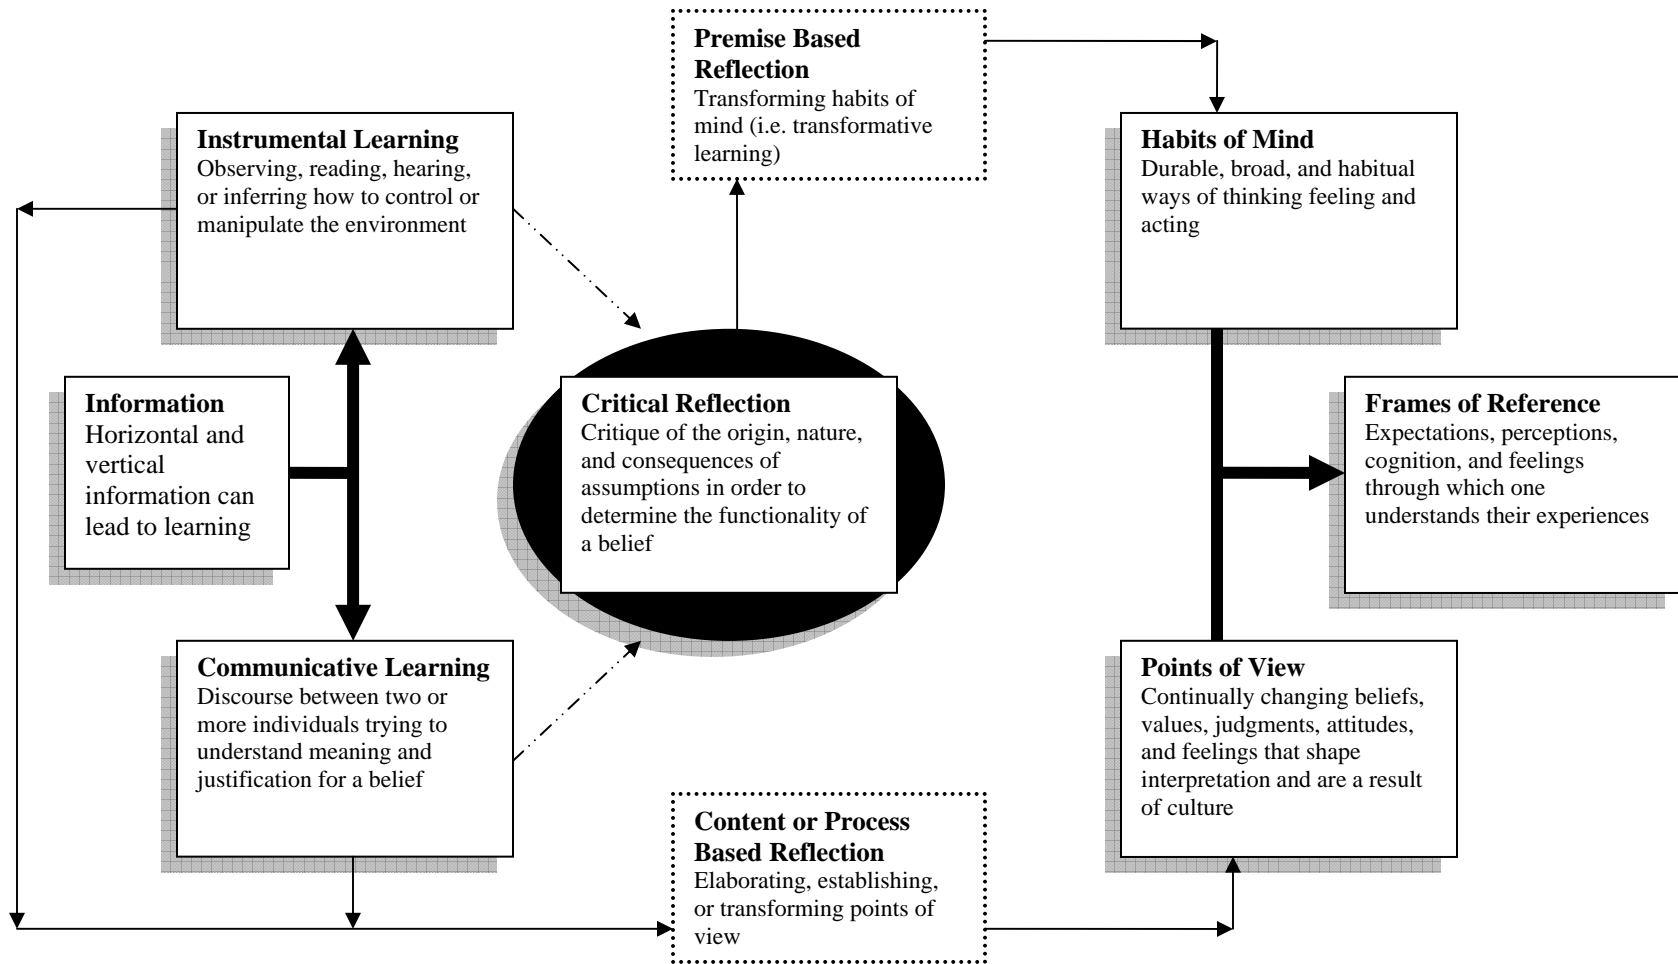 Premise Based
Reflection
Transforming habits of
mind (i.e. transformative
learning)
Instrumental Learning
Observing, reading, hearing,
or inferring how to control or
manipulate the environment
Habits of Mind
Durable, broad, and habitual
ways of thinking feeling and
acting
Information
Horizontal and
vertical
information can
lead to learning
Critical Reflection
Critique of the origin, nature,
and consequences of
assumptions in order to
determine the functionality of
a belief
Frames of Reference
Expectations, perceptions,
cognition, and feelings
through which one
understands their experiences
Communicative Learning
Discourse between two or
more individuals trying to
understand meaning and
justification for a belief
Points of View
Continually changing beliefs,
values, judgments, attitudes,
and feelings that shape
interpretation and are a result
of culture
Content or Process
Based Reflection
Elaborating, establishing,
or transforming points of
view